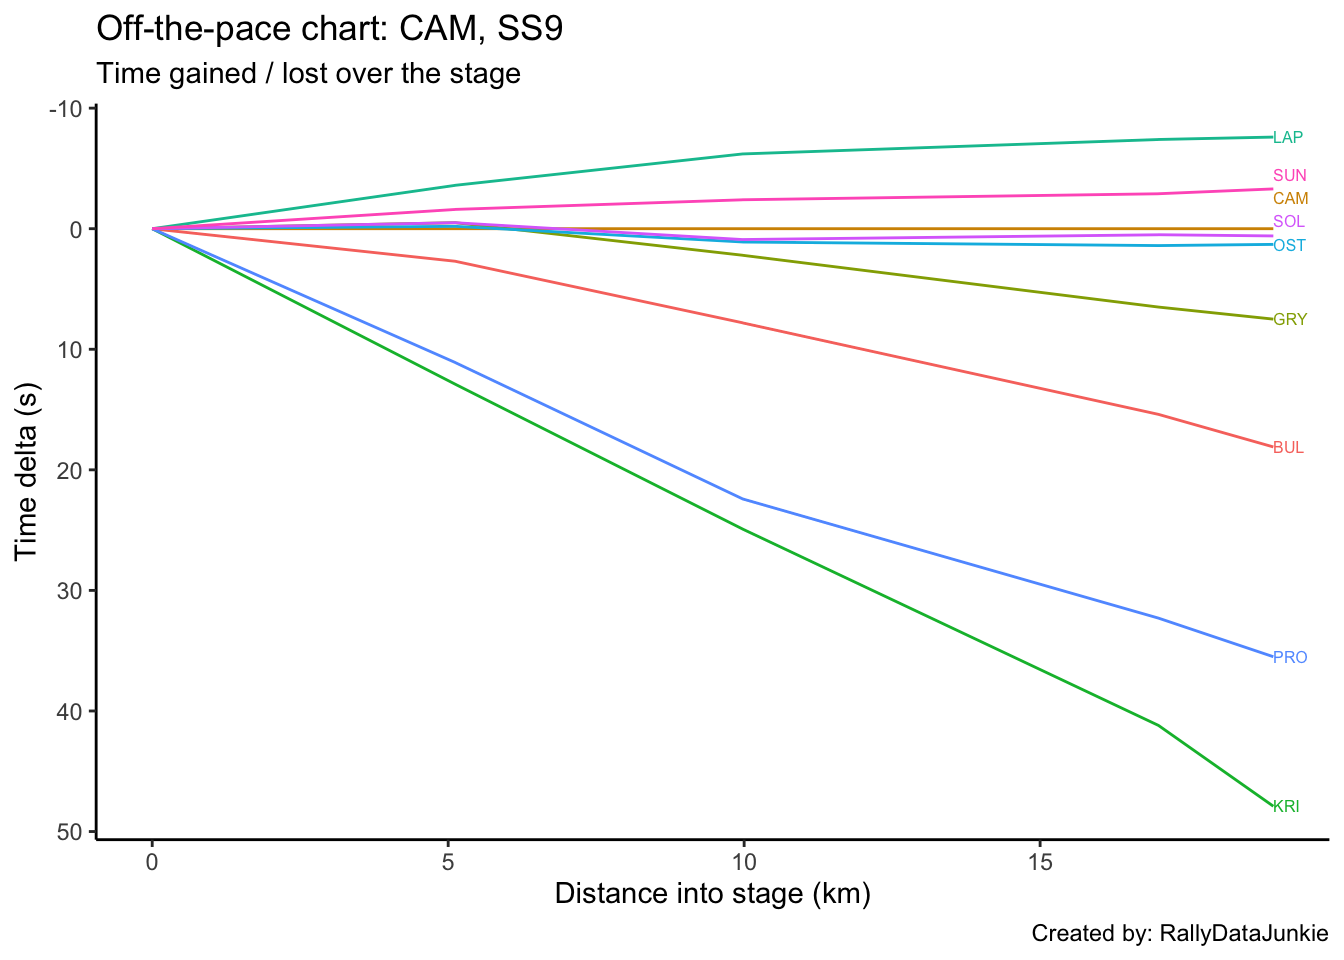 Off-the-pace chart: CAM, SS9
Time gained / lost over the stage
-10
0
10
20
30
40
50
Time delta (s)
LAP
SUN
CAM
SOL
OST
GRY
BUL
PRO
KRI
0 5 10 15
Distance into stage (km)
Created by: RallyDataJunkie